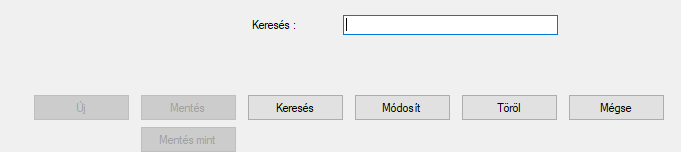 Keresés :
Új Mentés Keresés Módosít Töröl Mégse
Mentés mint